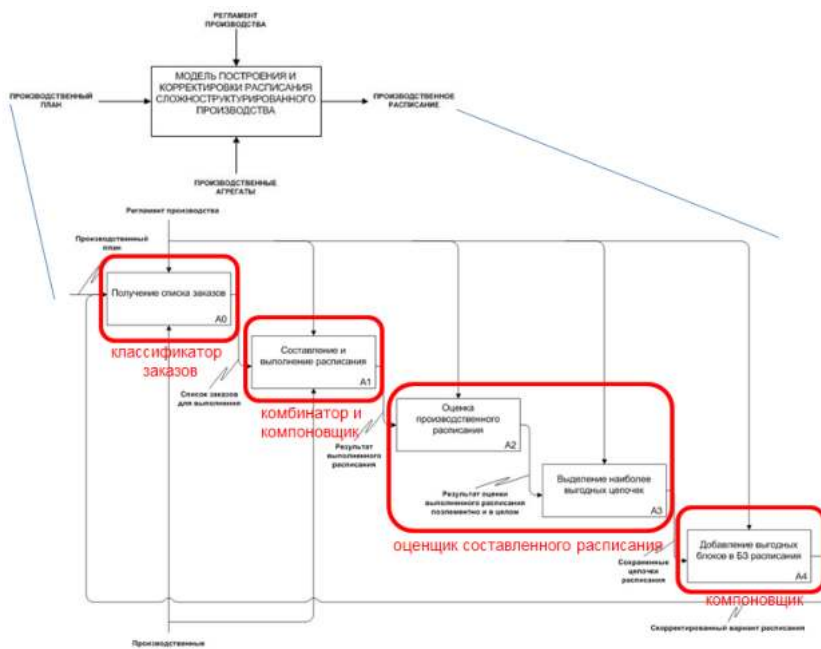 РЕГЛАМЕНТ
ПРОИЗВОДСТВА
МОДЕЛЬ ПОСТРОЕНИЯ И
КОРРЕКТИРОВКИ РАСПИСАНИЯ
СЛОЖНОСТРУКТУРИРОВАННОГО
ПРОИЗВОДСТВА
ПРОИЗВОДСТВЕННЫЙ
ПЛАН
ПРОИЗВОДСТВЕННОЕ
РАСПИСАНИЕ
ПРОИЗВОДСТВЕННЫЕ
АГРЕГАТЫ
Регламент производства
Производственный
план
Получение списка заказов
A0
классификатор
заказов
Составление и
выполнение расписания
A1
Список заказов
для выполнения
комбинатор и
компоновщик
Оценка
производственного
расписания
A2
Результат
выполненного
расписания
Выделение наиболее
выгодных цепочек
A3
Результат оценки
выполненного расписания
поэлементно и в целом
оценщик составленного расписания
Добавление выгодных
блоков в БЗ расписания
A4
Сохраненные
цепочки
расписания
компоновщик
Скорректированный вариант расписания
Производственные